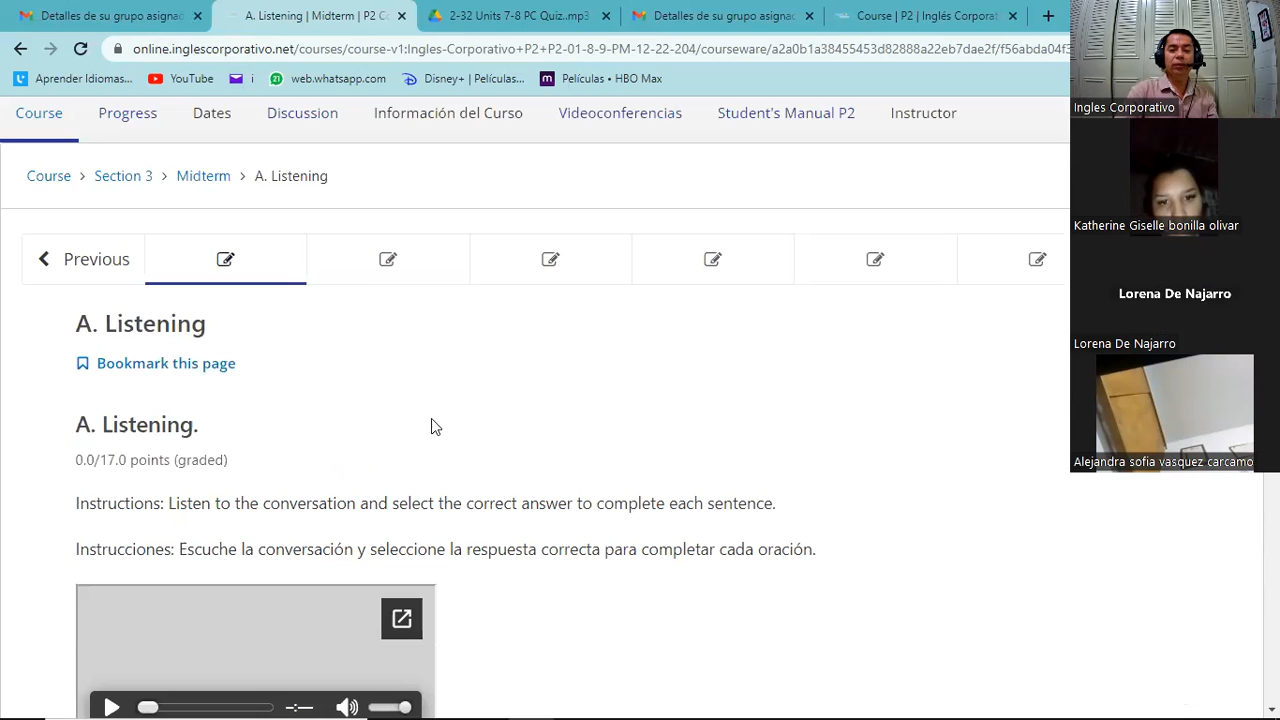 Detalles de su grupo asignac
A. Listening | Midterm | P2 Co
2-32 Units 7-8 PC Quiz.mp3
Detalles de su grupo asignac
Course | P2 | Inglés Corporat
online.inglescorporativo.net/courses/course-v1:Ingles-Corporativo+P2+P2-01-8-9-PM-12-22-204/courseware/
Aprender Idiomas...
YouTube
i
web.whatsapp.com
Disney+ | Películas...
Películas • HBO Max
Course
Progress
Dates
Discussion
Información del Curso
Videoconferencias
Student's Manual P2
Instructor
Course > Section 3 > Midterm > A. Listening
Previous
A. Listening
Bookmark this page
A. Listening.
0.0/17.0 points (graded)
Instructions: Listen to the conversation and select the correct answer to complete each sentence.
Instrucciones: Escuche la conversación y seleccione la respuesta correcta para completar cada oración.
-:--
Ingles Corporativo
Katherine Giselle bonilla olivar
Lorena De Najarro
Lorena De Najarro
Alejandra sofia vasquez carcamo